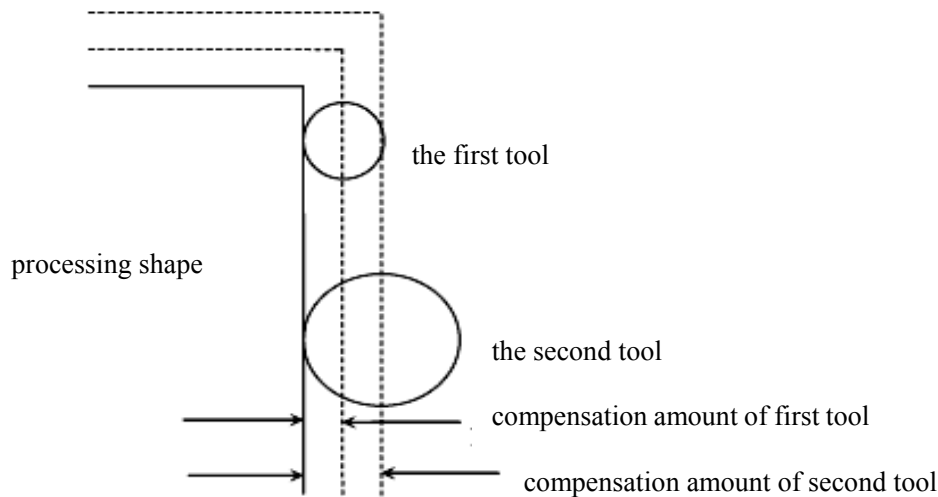 the first tool
processing shape
the second tool
compensation amount of first tool
compensation amount of second tool